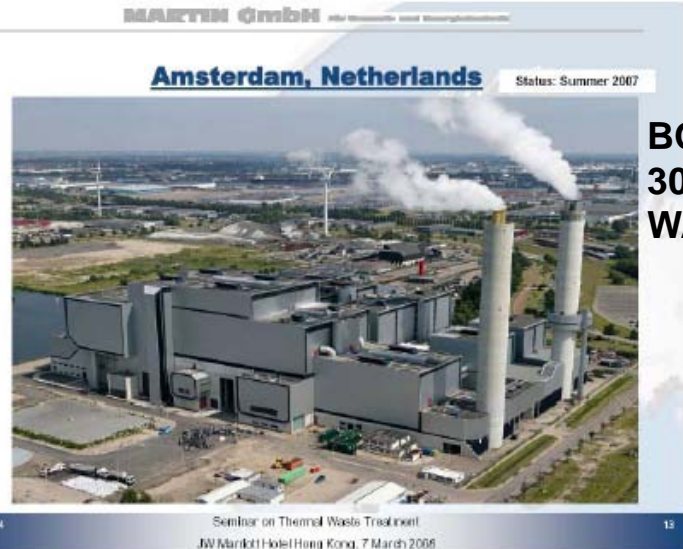 MARTIN GmbH
Amsterdam, Netherlands
Status: Summer 2007
BO
30
WA
Seminar on Thermal Waste Treatment
JW Marriott Hotel Hong Kong, 7 March
13